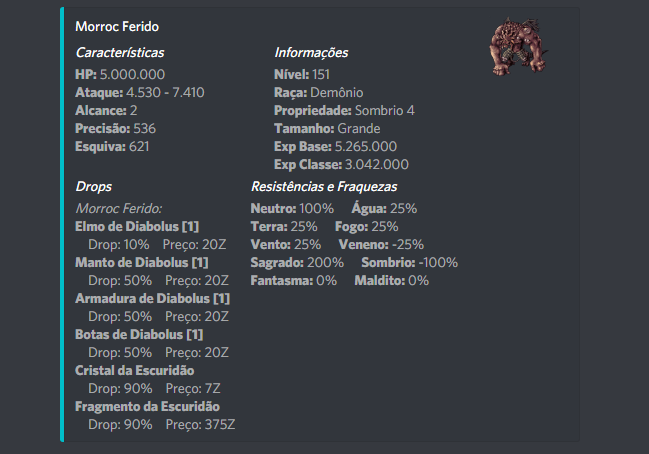 Morroc Ferido
Características
HP: 5.000.000
Ataque: 4.530 - 7.410
Alcance: 2
Precisão: 536
Esquiva: 621
Informações
Nível: 151
Raça: Demônio
Propriedade: Sombrio 4
Tamanho: Grande
Exp Base: 5.265.000
Exp Classe: 3.042.000
Drops
Morroc Ferido:
Elmo de Diabolus [1]
Drop: 10% Preço: 20Z
Manto de Diabolus [1]
Drop: 50% Preço: 20Z
Armadura de Diabolus [1]
Drop: 50% Preço: 20Z
Botas de Diabolus [1]
Drop: 50% Preço: 20Z
Cristal da Escuridão
Drop: 90% Preço: 7Z
Fragmento da Escuridão
Drop: 90% Preço: 375Z
Resistências e Fraquezas
Neutro: 100% Água: 25%
Terra: 25% Fogo: 25%
Vento: 25% Veneno: -25%
Sagrado: 200% Sombrio: -100%
Fantasma: 0% Maldito: 0%